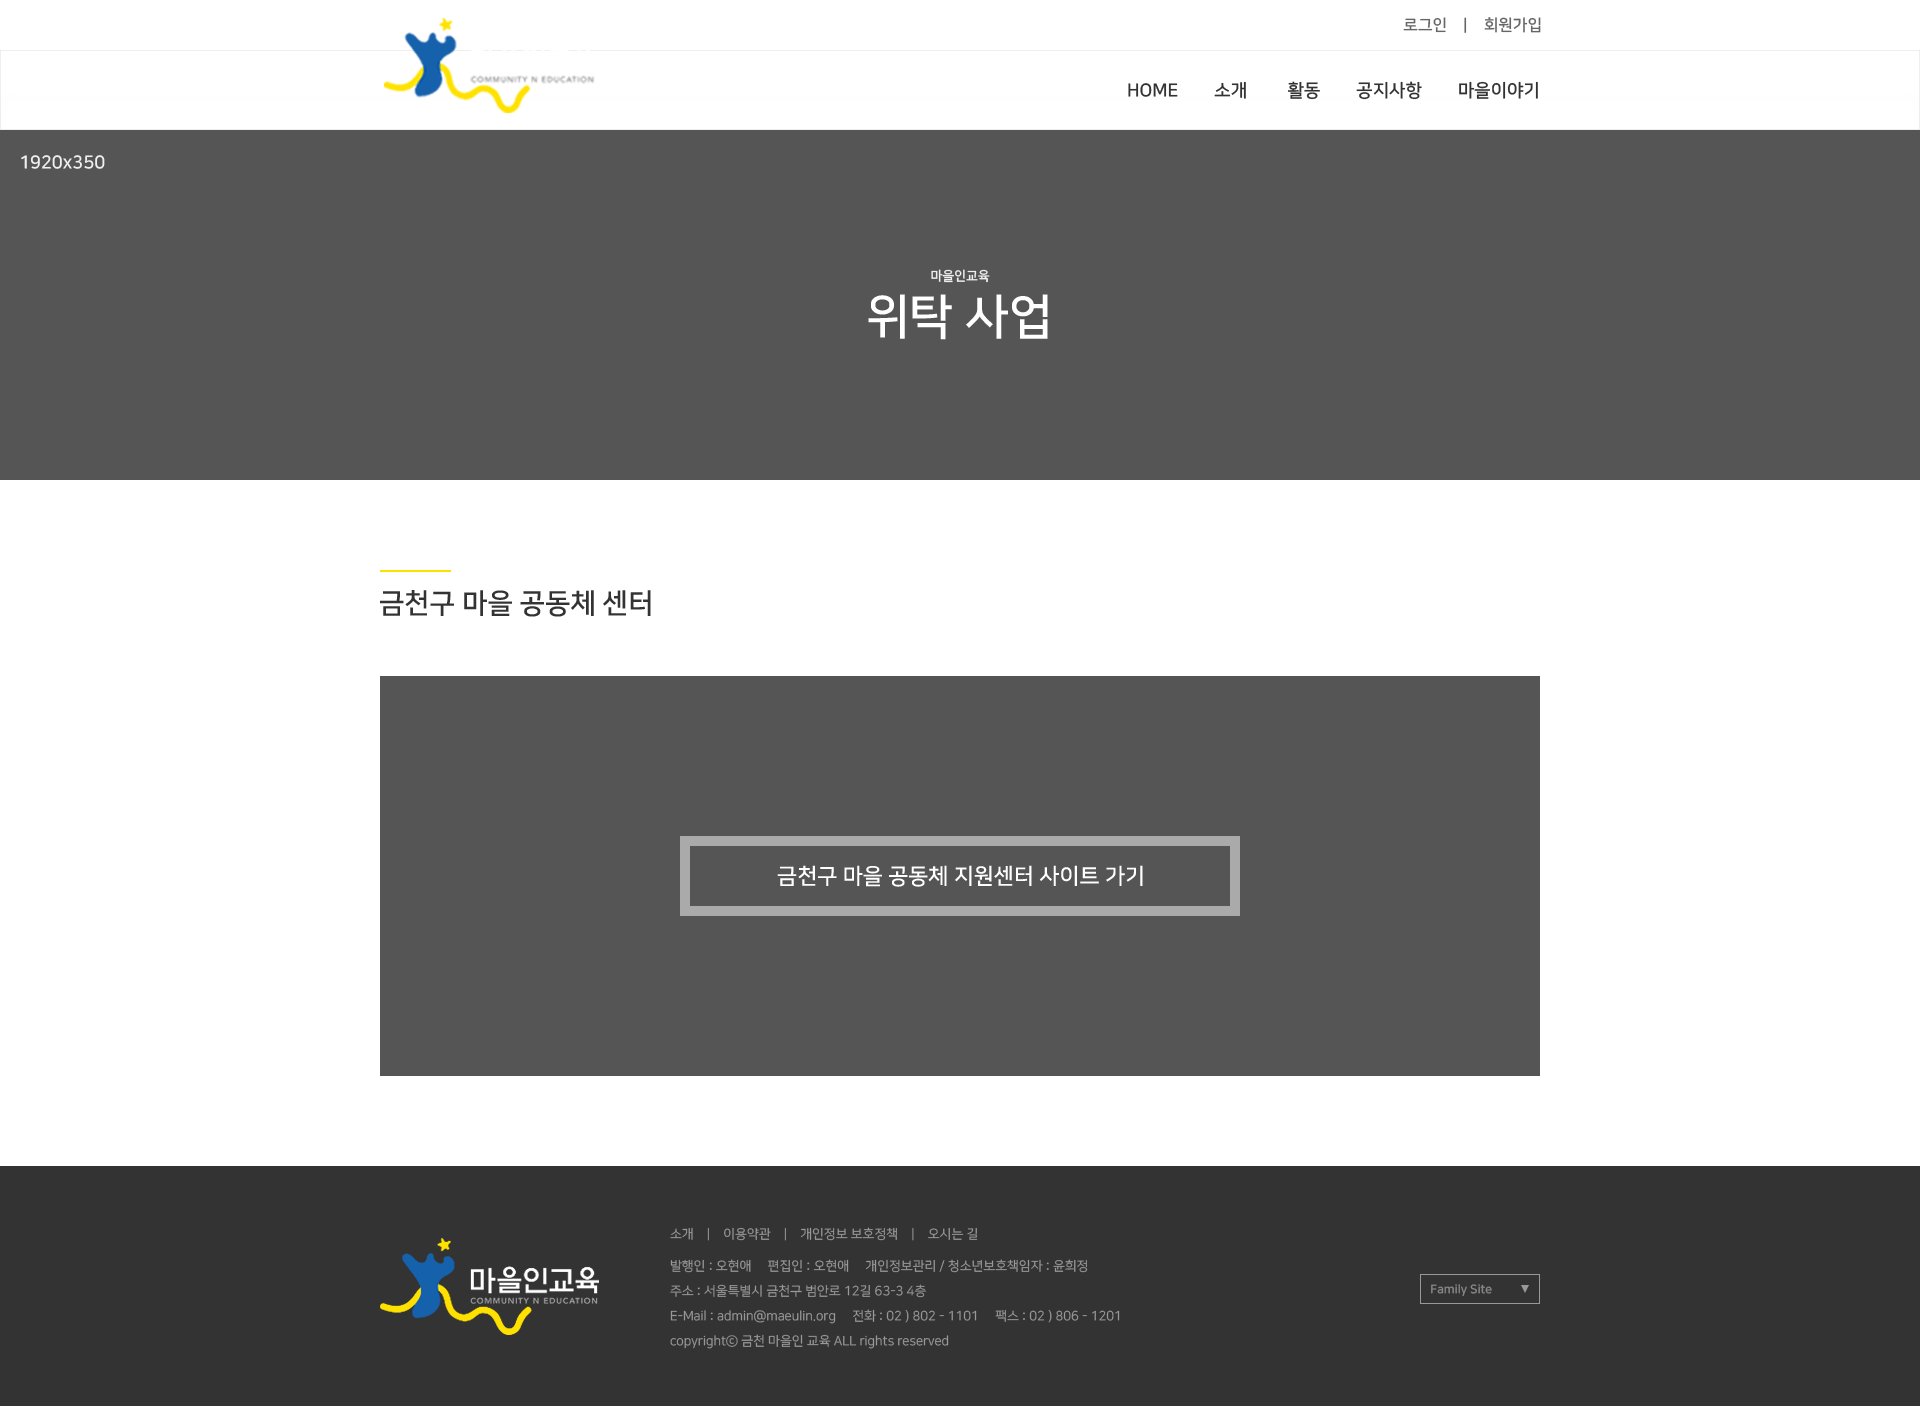 로그인 | 회원가입
COMMUNITY N EDUCATION
HOME 소개 활동 공지사항 마을이야기
1920x350
마을인교육
위탁 사업
금천구 마을 공동체 센터
금천구 마을 공동체 지원센터 사이트 가기
소개 | 이용약관 | 개인정보 보호정책 | 오시는 길
마을인교육
COMMUNITY N EDUCATION
발행인 : 오현애 편집인 : 오현애 개인정보관리 / 청소년보호책임자 : 윤희정
주소 : 서울특별시 금천구 범안로 12길 63-3 4층
E-Mail : admin@maeulin.org 전화 : 02 ) 802 - 1101 팩스 : 02 ) 806 - 1201
copyrightⓒ 금천 마을인 교육 ALL rights reserved
Family Site ▼